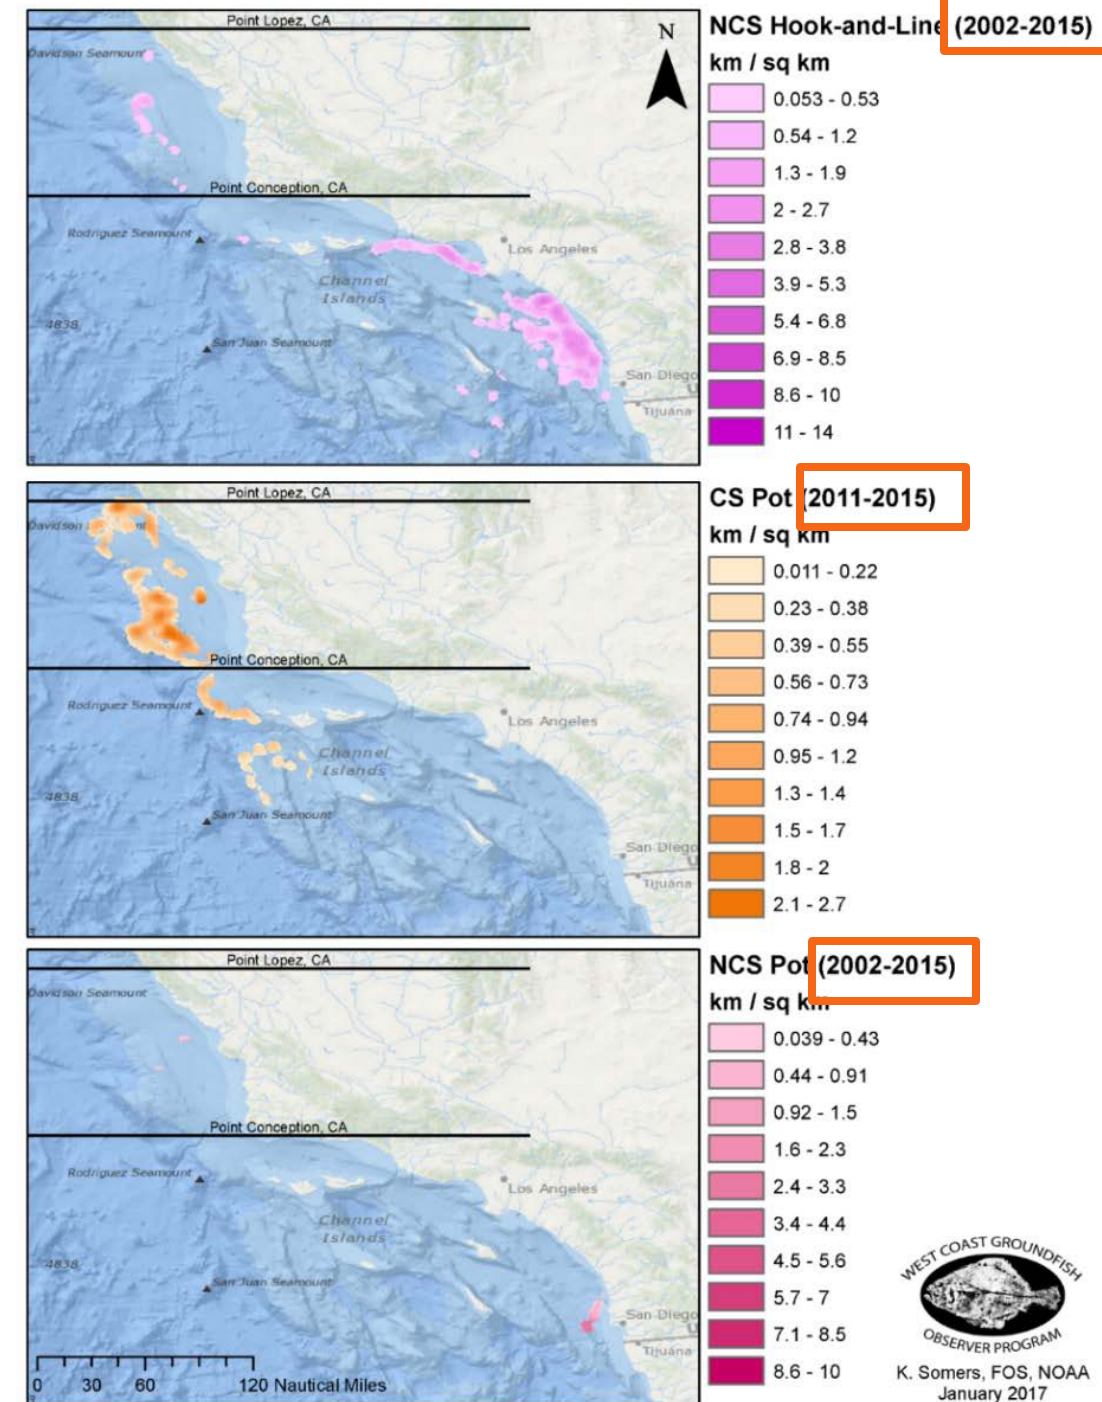 Point Lopez, CA
Davidson Seamount
N
Point Conception, CA
Rodriguez Seamount
Los Angeles
Channel
Islands
4838
San Juan Seamount
San Diego
U
Tijuana
NCS Hook-and-Line (2002-2015)
km / sq km
0.053 - 0.53
0.54 - 1.2
1.3 - 1.9
2 - 2.7
2.8 - 3.8
3.9 - 5.3
5.4 - 6.8
6.9 - 8.5
8.6 - 10
11 - 14
Point Lopez, CA
Davidson
nt
Point Conception, CA
Rodriguez Seamount
Los Angeles
Channel
Islands
4838
San Juan Seamount
San Diego
U
Tijuana
CS Pot (2011-2015)
km / sq km
0.011 - 0.22
0.23 - 0.38
0.39 - 0.55
0.56 - 0.73
0.74 - 0.94
0.95 - 1.2
1.3 - 1.4
1.5 - 1.7
1.8 - 2
2.1 - 2.7
Point Lopez, CA
Davidson Seamount
Point Conception, CA
Rodriguez Seamount
Los Angeles
Channel
Islands
4838
San Juan Seamount
San Diego
U
Tijuana
0 30 60 120 Nautical Miles
NCS Pot (2002-2015)
km / sq km
0.039 - 0.43
0.44 - 0.91
0.92 - 1.5
1.6 - 2.3
2.4 - 3.3
3.4 - 4.4
4.5 - 5.6
5.7 - 7
7.1 - 8.5
8.6 - 10
WEST COAST GROUNDFISH
OBSERVER PROGRAM
K. Somers, FOS, NOAA
January 2017